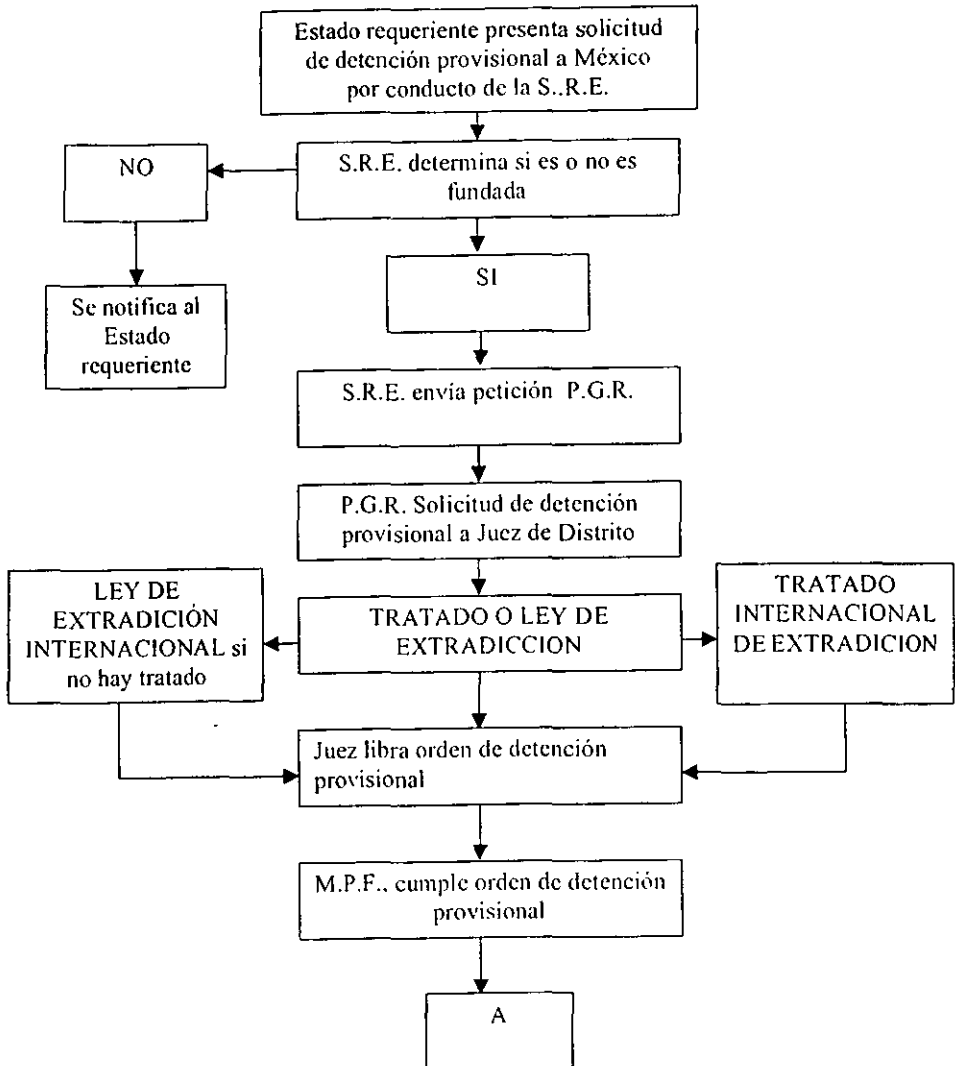 Estado requeriente presenta solicitud
de detención provisional a México
por conducto de la S..R.E.
NO
S.R.E. determina si es o no es
fundada
SI
Se notifica al
Estado
requeriente
S.R.E. envía petición P.G.R.
P.G.R. Solicitud de detención
provisional a Juez de Distrito
LEY DE
EXTRADICIÓN
INTERNACIONAL si
no hay tratado
TRATADO O LEY DE
EXTRADICCION
TRATADO
INTERNACIONAL
DE EXTRADICION
Juez libra orden de detención
provisional
M.P.F., cumple orden de detención
provisional
A